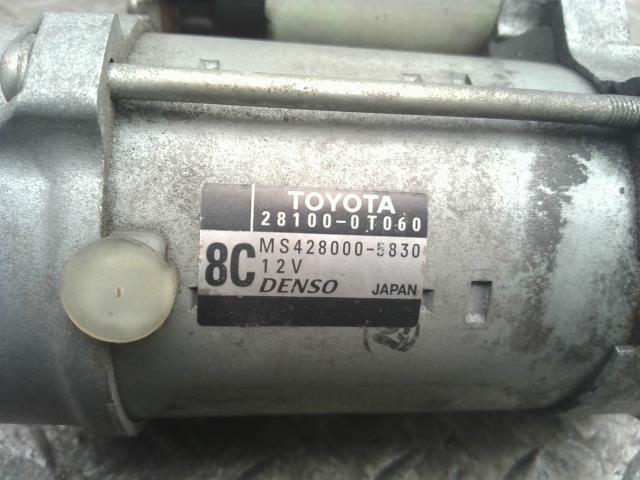 TOYOTA
28100-0T060
8C
MS428000-5830
12V
DENSO JAPAN